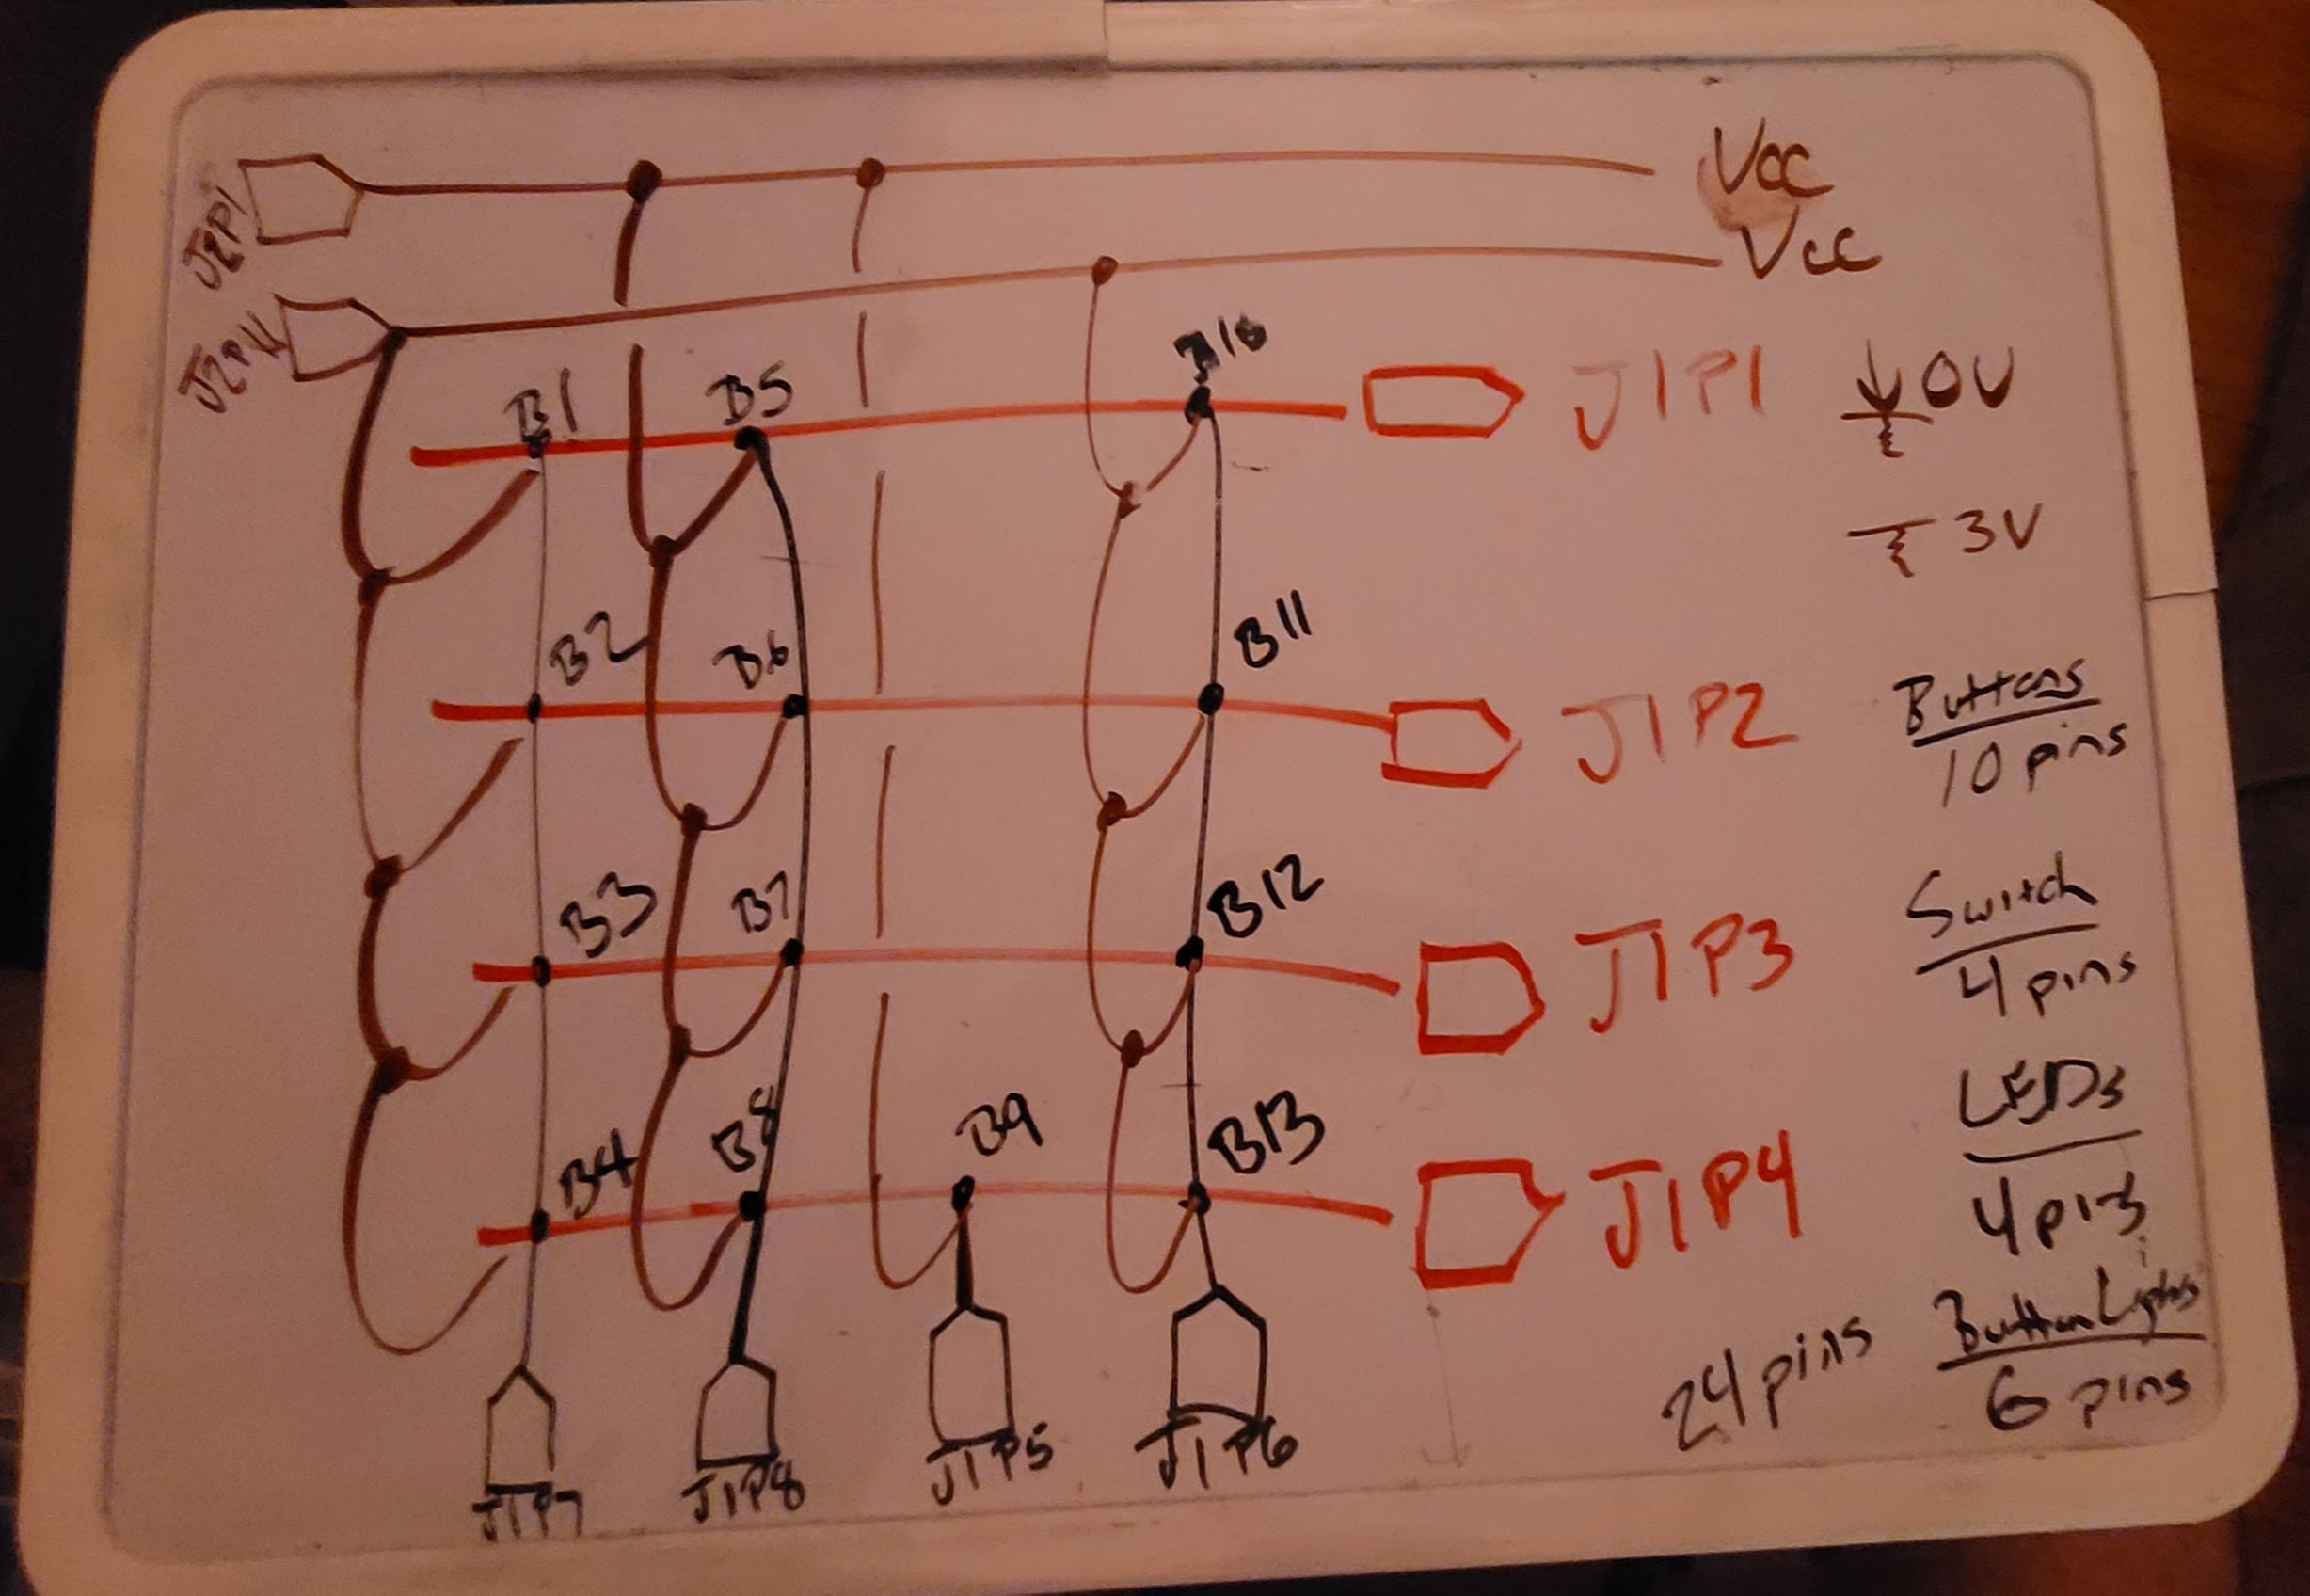 J2P1
Vcc
Vcc
J2P11
B1
B5
B10
J1P1
0V
3V
B2
B6
B11
J1P2
Buttons
10 pins
B3
B7
B12
J1P3
Switch
4 pins
B4
B8
B9
B13
J1P4
LEDs
4 pins
24 pins
Button Lights
6 pins
J1P7
J1P8
J1P5
J1P6